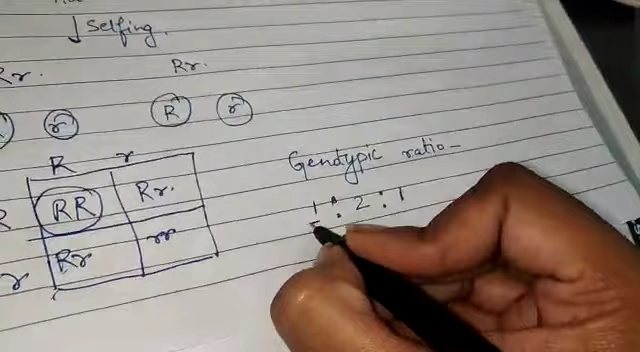 ↓ Selfing.
Rr. Rr.
r R r
R r
R RR Rr.
r Rr rr
Genotypic ratio -
1 : 2 : 1